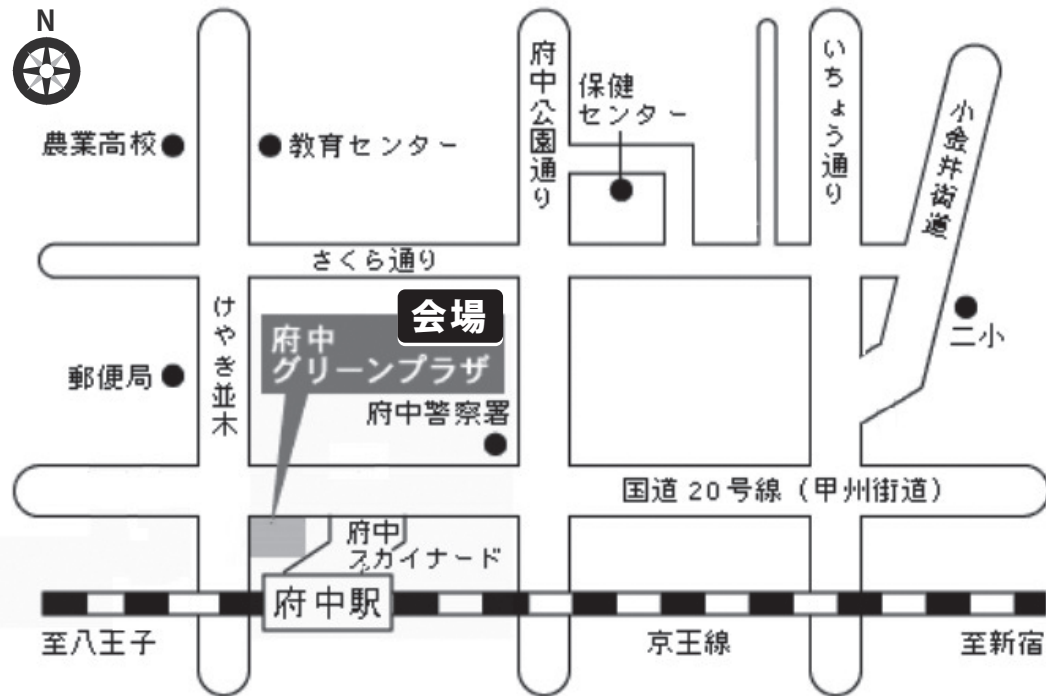 N
府中公園通り
いちょう通り
小金井街道
保健
センター
農業高校
教育センター
さくら通り
けやき並木
会場
府中
グリーンプラザ
二小
郵便局
府中警察署
国道20号線（甲州街道）
府中
スカイナード
府中駅
至八王子
京王線
至新宿